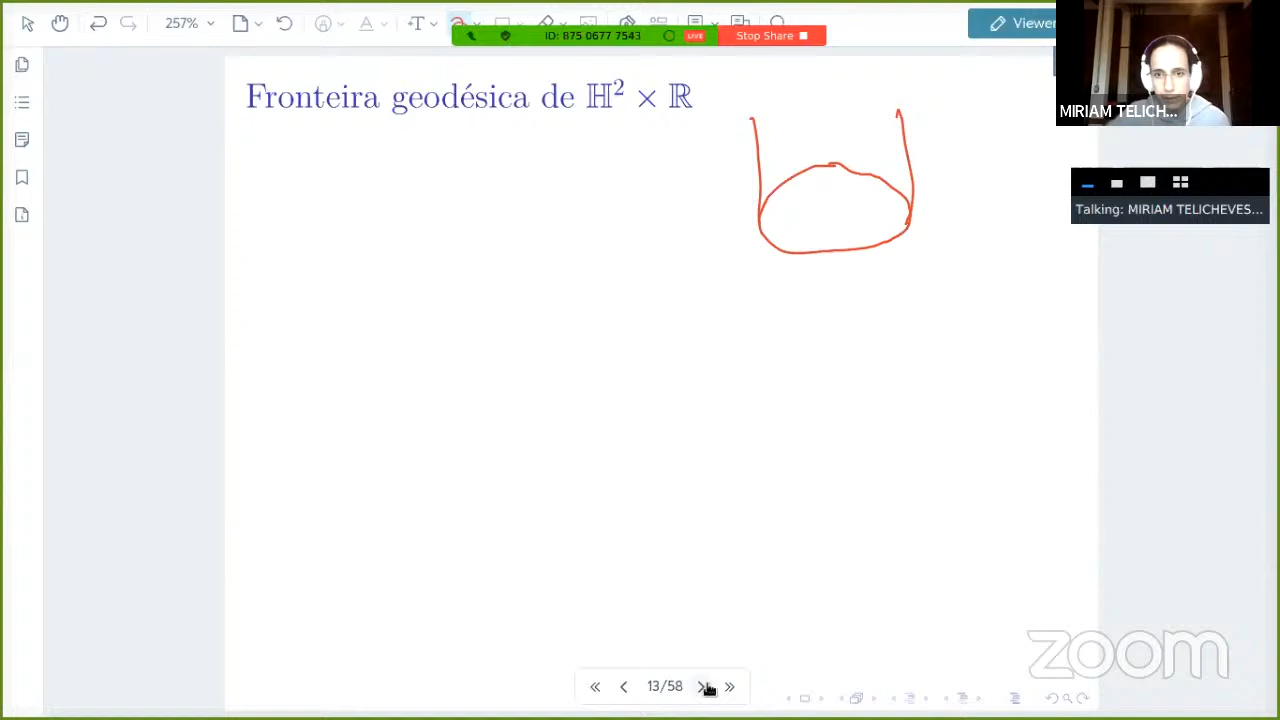 257%
ID: 875 0677 7543
LIVE
Stop Share
Viewer
MIRIAM TELICH...
Talking: MIRIAM TELICHEVES...
Fronteira geodésica de ℍ² × ℝ
13/58
zoom